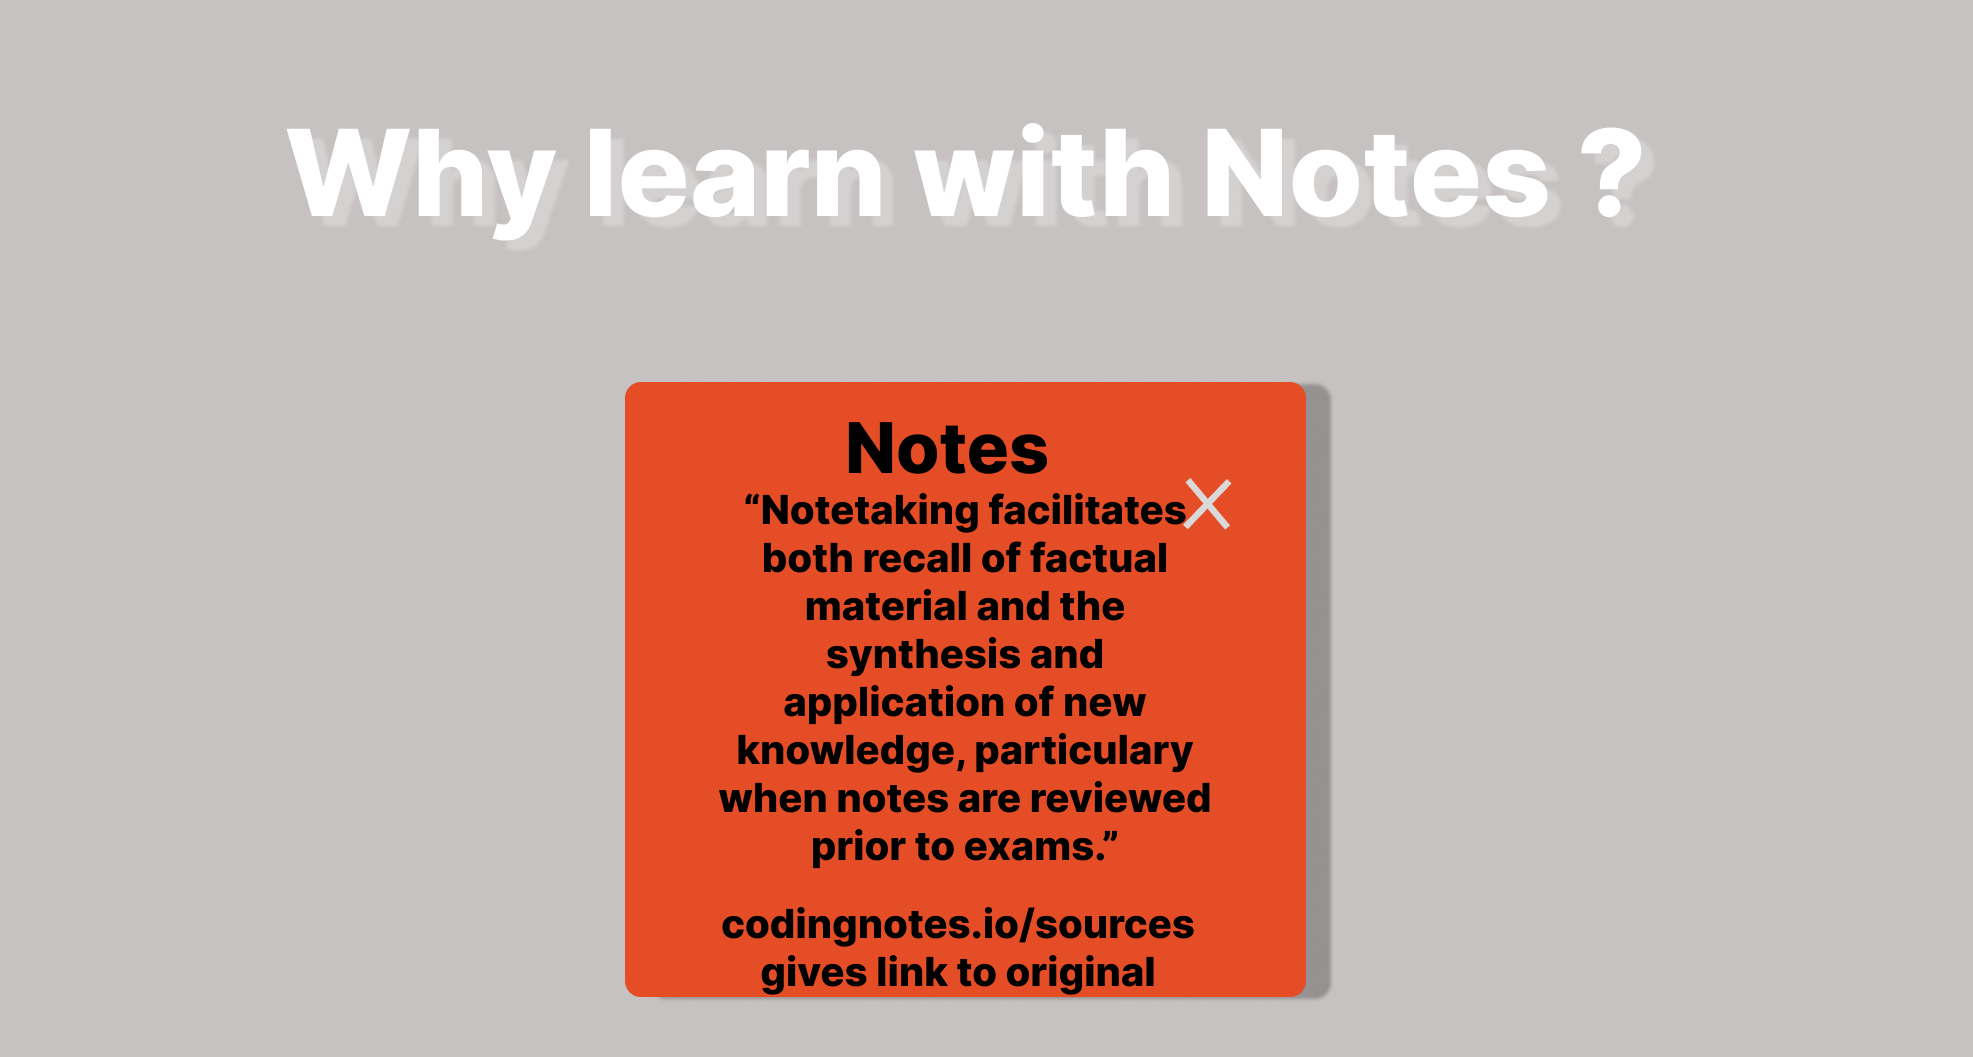 Why learn with Notes ?
Notes
“Notetaking facilitates
both recall of factual
material and the
synthesis and
application of new
knowledge, particulary
when notes are reviewed
prior to exams.”
codingnotes.io/sources
gives link to original